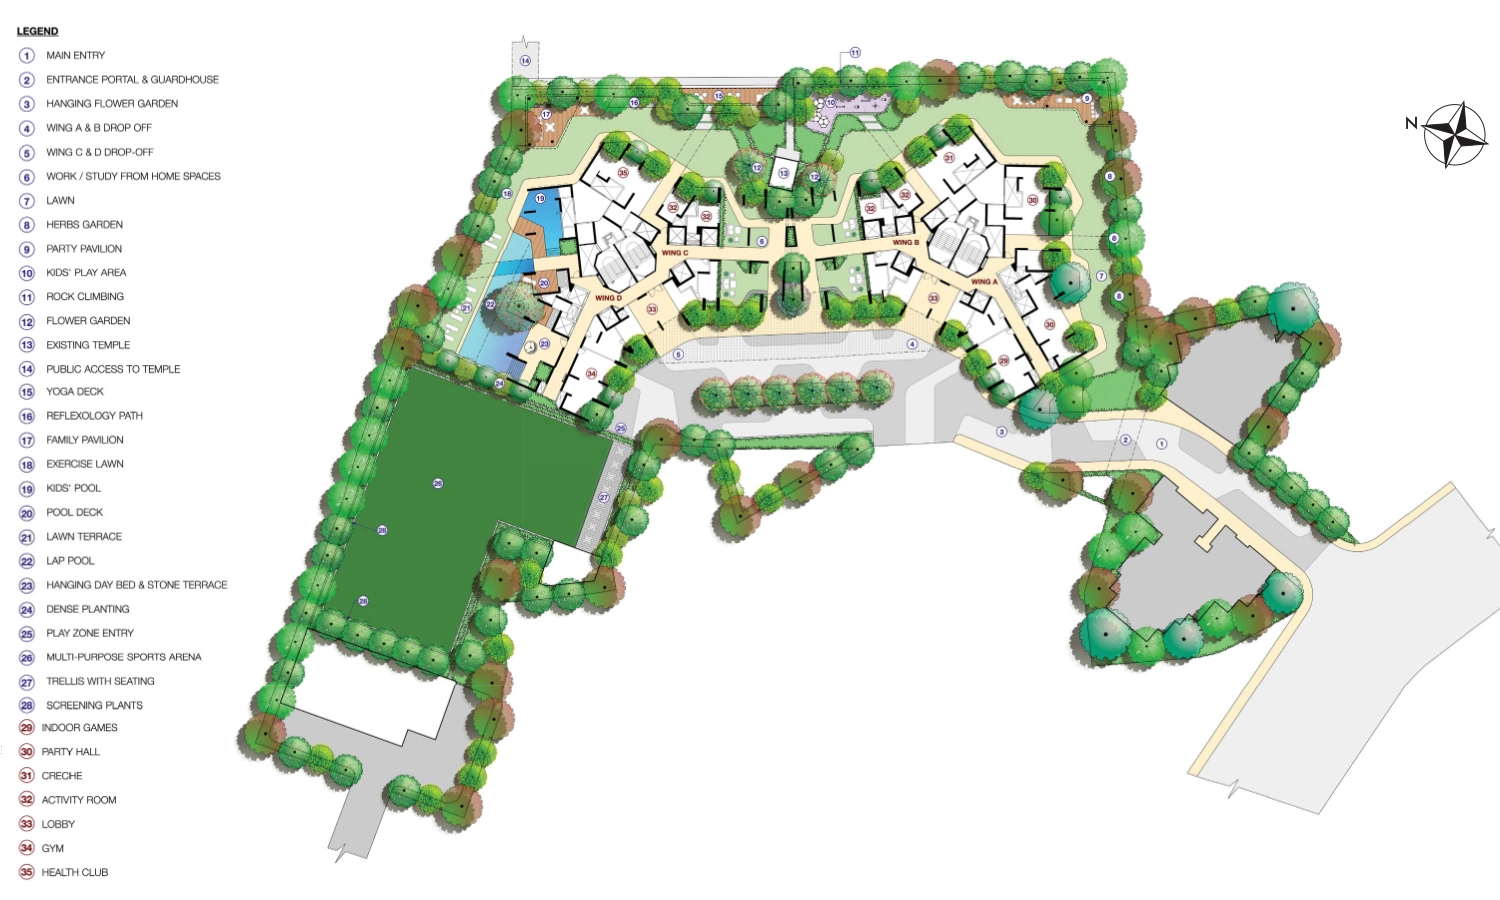 LEGEND
1 MAIN ENTRY
2 ENTRANCE PORTAL & GUARDHOUSE
3 HANGING FLOWER GARDEN
4 WING A & B DROP OFF
5 WING C & D DROP-OFF
6 WORK / STUDY FROM HOME SPACES
7 LAWN
8 HERBS GARDEN
9 PARTY PAVILION
10 KIDS' PLAY AREA
11 ROCK CLIMBING
12 FLOWER GARDEN
13 EXISTING TEMPLE
14 PUBLIC ACCESS TO TEMPLE
15 YOGA DECK
16 REFLEXOLOGY PATH
17 FAMILY PAVILION
18 EXERCISE LAWN
19 KIDS' POOL
20 POOL DECK
21 LAWN TERRACE
22 LAP POOL
23 HANGING DAY BED & STONE TERRACE
24 DENSE PLANTING
25 PLAY ZONE ENTRY
26 MULTI-PURPOSE SPORTS ARENA
27 TRELLIS WITH SEATING
28 SCREENING PLANTS
29 INDOOR GAMES
30 PARTY HALL
31 CRECHE
32 ACTIVITY ROOM
33 LOBBY
34 GYM
35 HEALTH CLUB
11
14
15
16
10
9
17
N
31
12
13
12
35
8
18
19
32
32
32
32
30
6
WING B
8
WING C
7
20
WING A
WING D
8
22
21
33
33
30
23
4
5
29
34
24
25
3
2
1
26
27
28
28